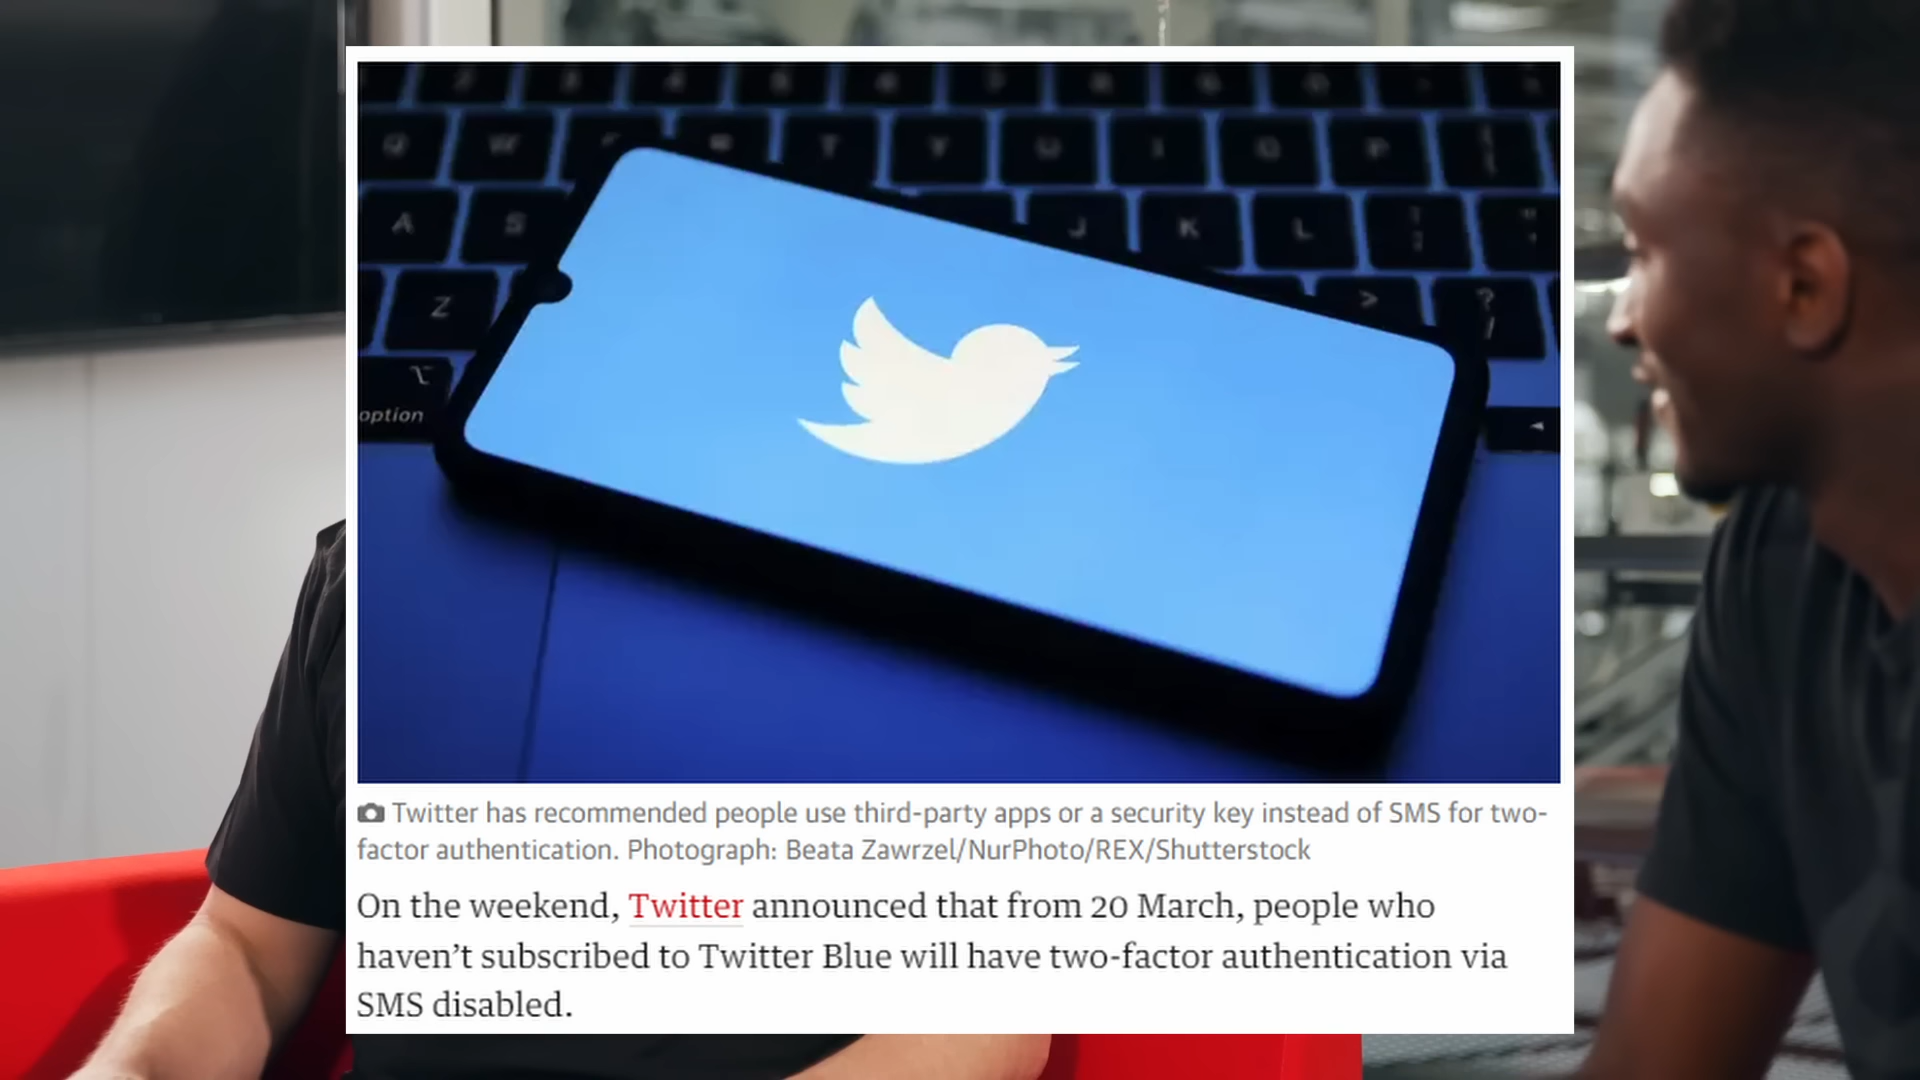 Q W T Y U I O P
A S J K L
Z > ?
option
Twitter has recommended people use third-party apps or a security key instead of SMS for two-
factor authentication. Photograph: Beata Zawrzel/NurPhoto/REX/Shutterstock
On the weekend, Twitter announced that from 20 March, people who
haven't subscribed to Twitter Blue will have two-factor authentication via
SMS disabled.